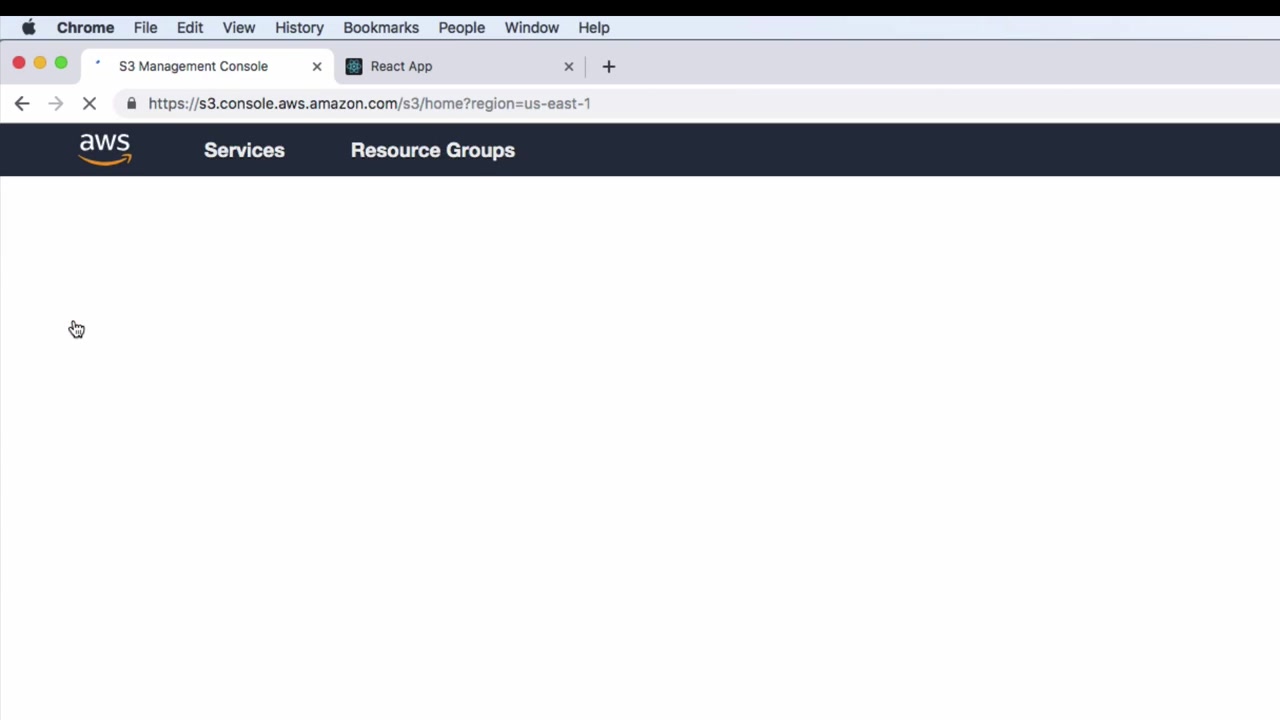 Chrome File Edit View History Bookmarks People Window Help
S3 Management Console React App
https://s3.console.aws.amazon.com/s3/home?region=us-east-1
aws Services Resource Groups